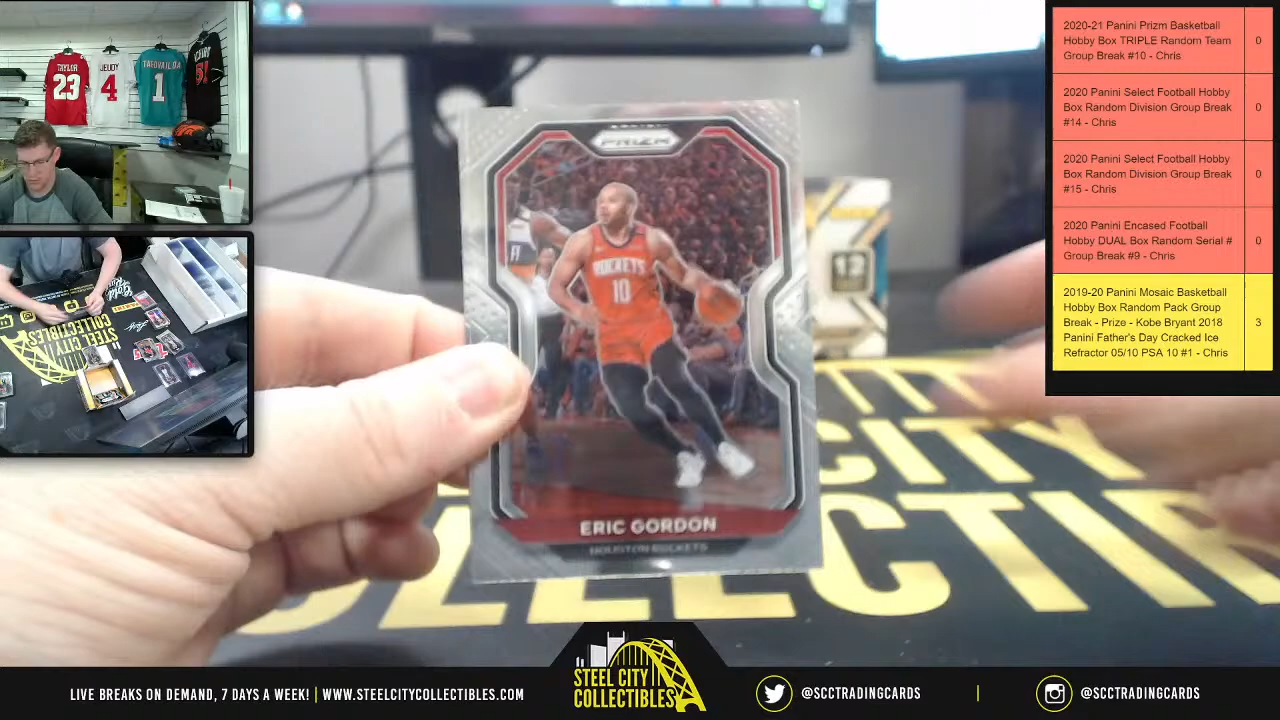 TAYLOR
23
JEUDY
4
TAGOVAILOA
1
ICHIRO
51
STEEL CITY
COLLECTIBLES
PRIZM
ROCKETS
10
ERIC GORDON
HOUSTON ROCKETS
13
CITY
2020-21 Panini Prizm Basketball
Hobby Box TRIPLE Random Team
Group Break #10 - Chris
0
2020 Panini Select Football Hobby
Box Random Division Group Break
#14 - Chris
0
2020 Panini Select Football Hobby
Box Random Division Group Break
#15 - Chris
0
2020 Panini Encased Football
Hobby DUAL Box Random Serial #
Group Break #9 - Chris
0
2019-20 Panini Mosaic Basketball
Hobby Box Random Pack Group
Break - Prize - Kobe Bryant 2018
Panini Father's Day Cracked Ice
Refractor 05/10 PSA 10 #1 - Chris
3
LIVE BREAKS ON DEMAND, 7 DAYS A WEEK! | WWW.STEELCITYCOLLECTIBLES.COM
STEEL CITY
COLLECTIBLES
@SCCTRADINGCARDS
@SCCTRADINGCARDS